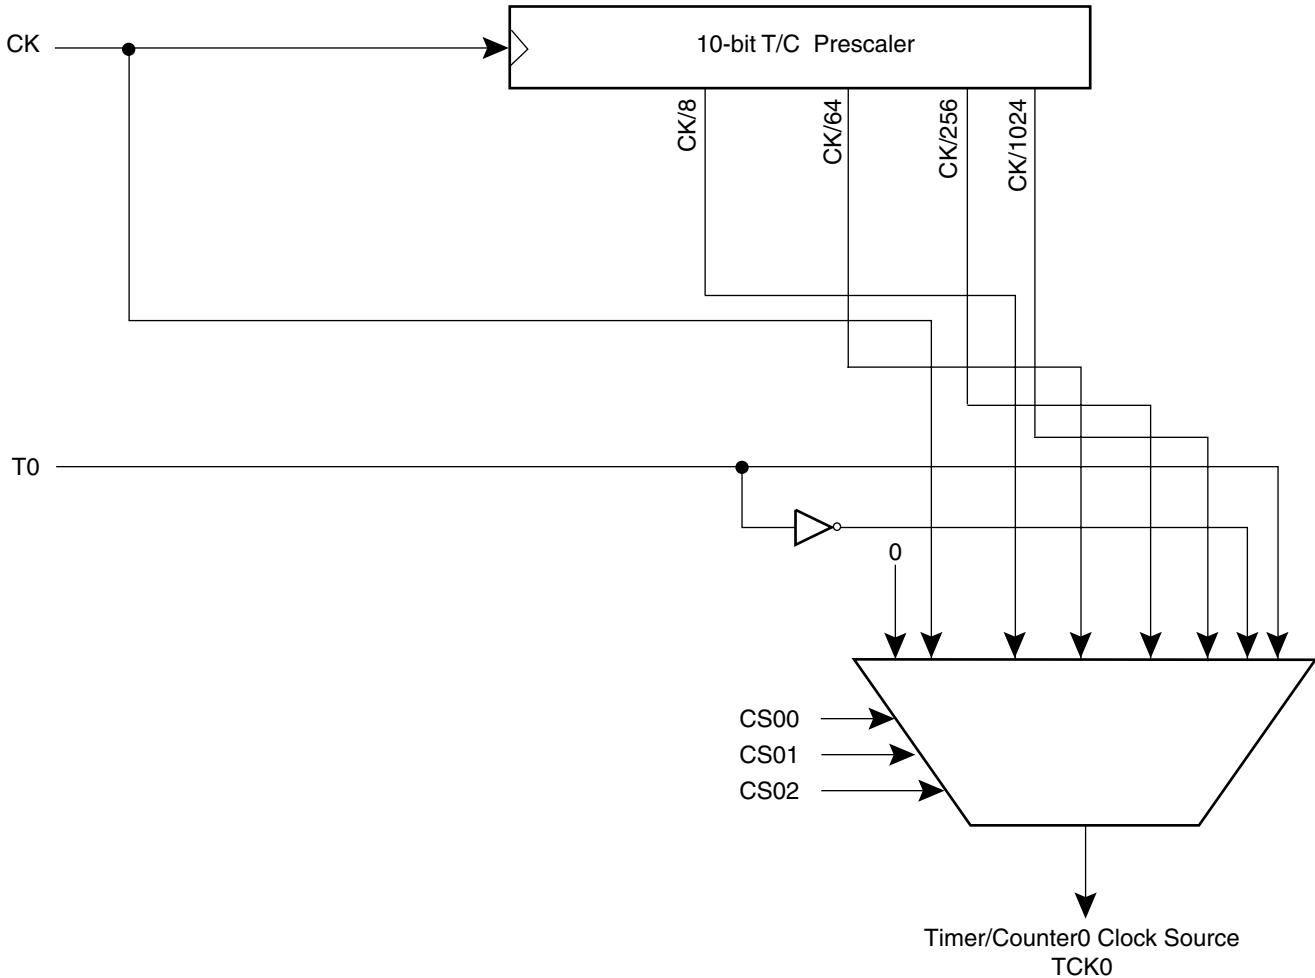 CK
10-bit T/C Prescaler
CK/8
CK/64
CK/256
CK/1024
T0
0
CS00
CS01
CS02
Timer/Counter0 Clock Source
TCK0